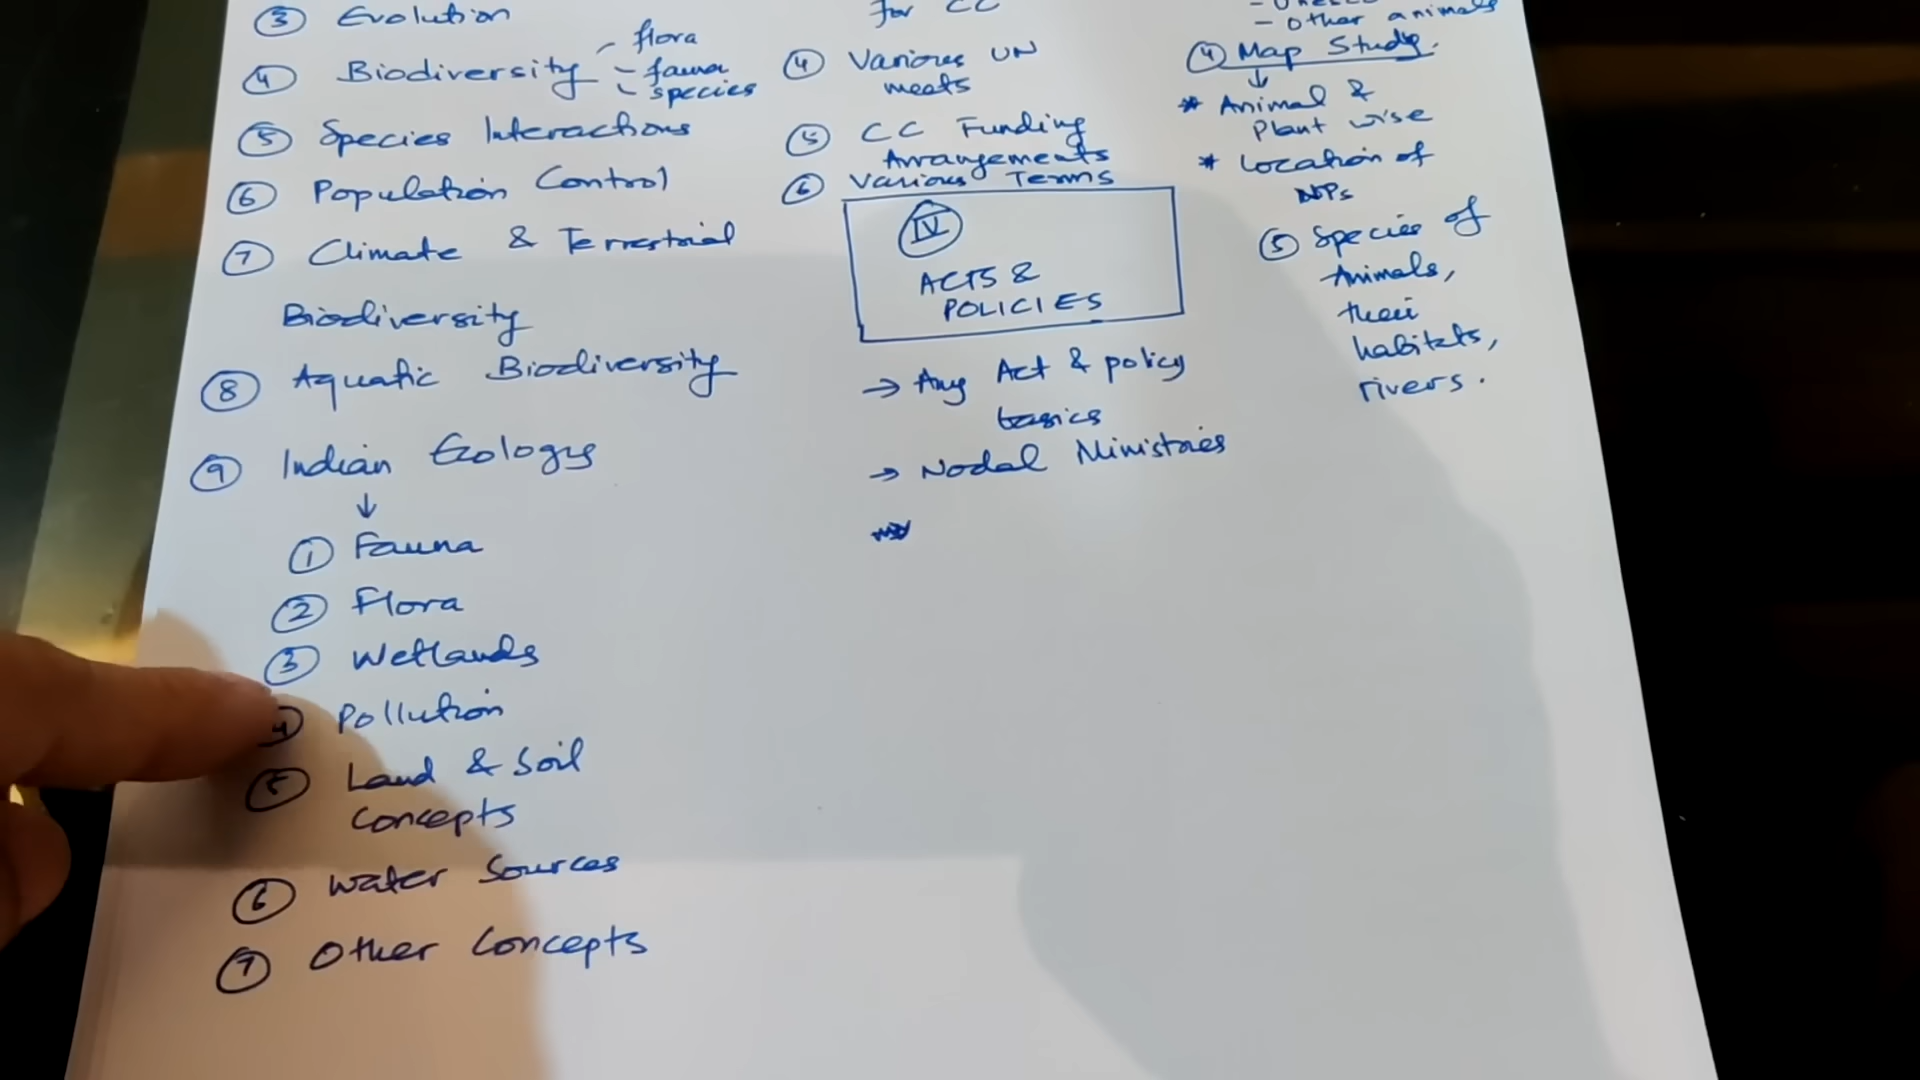 ③ Evolution
④ Biodiversity - flora
- fauna
- species
⑤ Species Interactions
⑥ Population Control
⑦ Climate & Terrestrial
Biodiversity
⑧ Aquatic Biodiversity
⑨ Indian Ecology
↓
① Fauna
② Flora
③ Wetlands
④ Pollution
⑤ Land & Soil
Concepts
⑥ Water Sources
⑦ Other Concepts
for CC
④ Various UN
meets
⑤ CC Funding
Arrangements
⑥ Various Terms
IV
ACTS &
POLICIES
→ Any Act & policy
basics
→ Nodal Ministries
- Other animals
④ Map Study.
↓
* Animal &
Plant wise
* Location of
NPs
⑤ Species of
Animals,
their
habitats,
rivers.